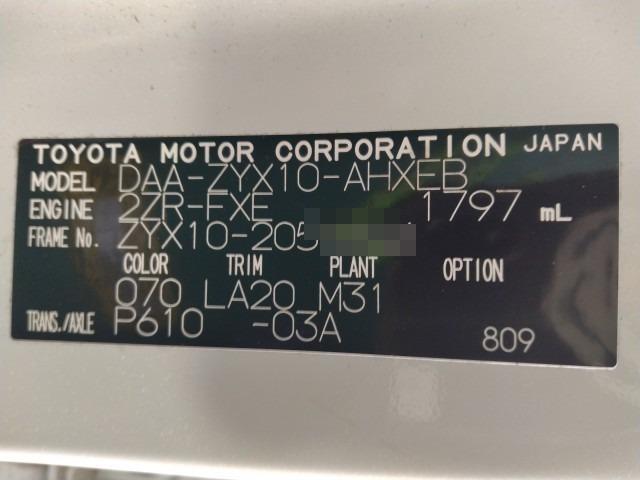 TOYOTA MOTOR CORPORATION JAPAN
MODEL DAA-ZYX10-AHXEB
ENGINE 2ZR-FXE 1797 mL
FRAME No. ZYX10-205
COLOR TRIM PLANT OPTION
070 LA20 M31
TRANS./AXLE P610 -03A 809